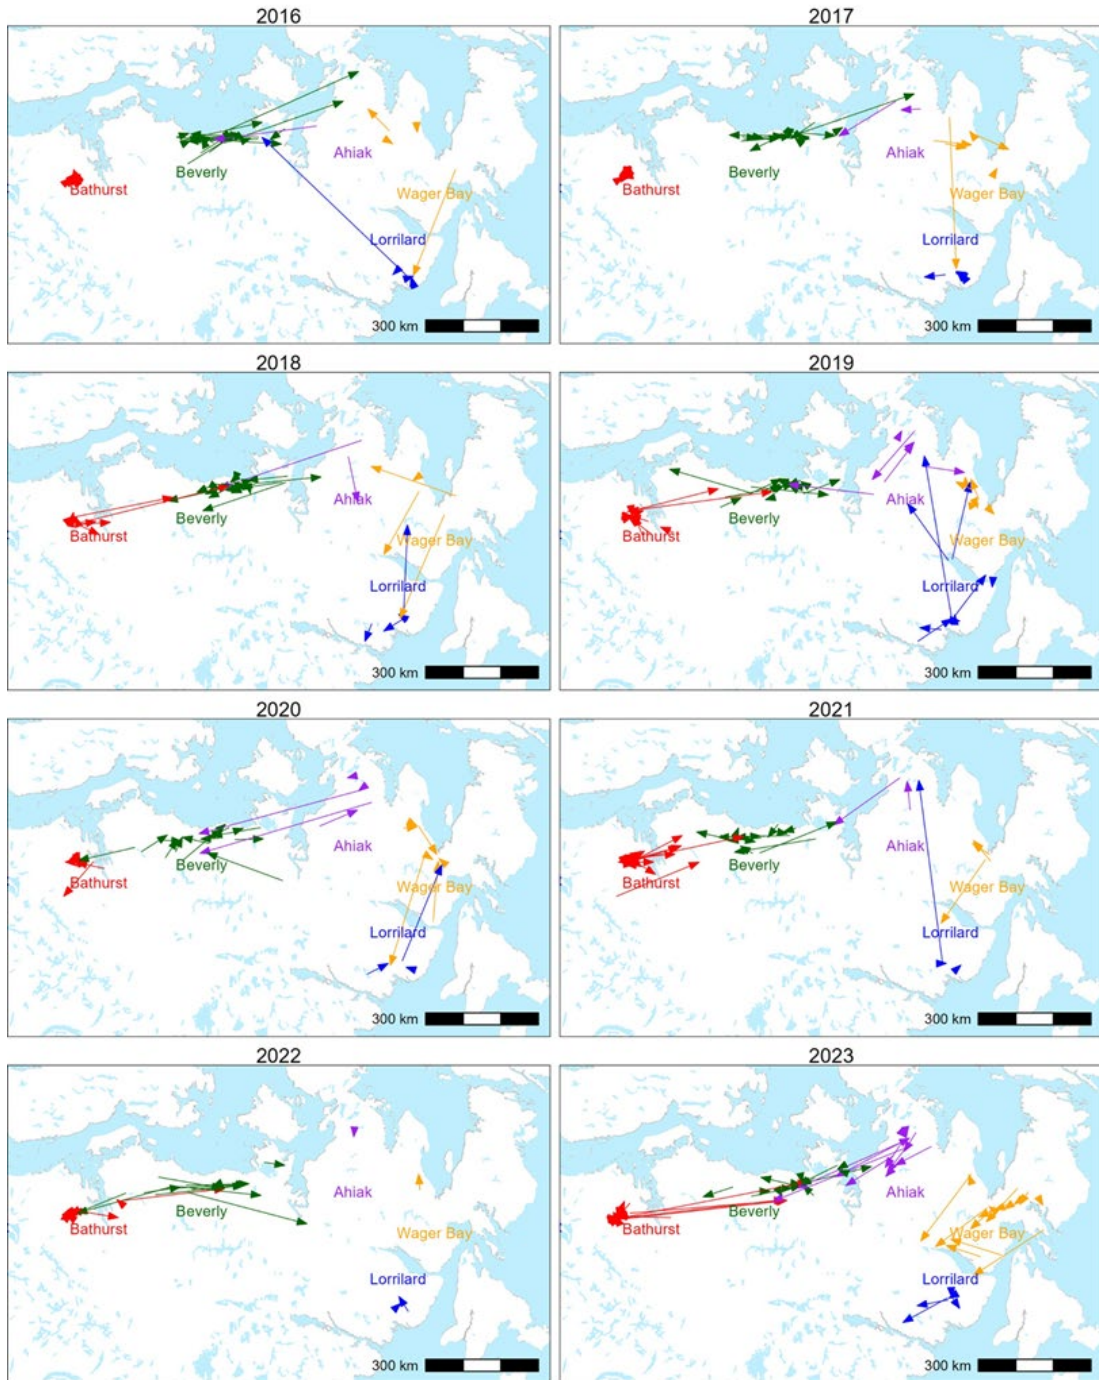 2016
2017
Ahiak
Beverly
Bathurst
Wager Bay
Lorrilard
300 km
Ahiak
Beverly
Bathurst
Wager Bay
Lorrilard
300 km
2018
2019
Ahiak
Beverly
Bathurst
Wager Bay
Lorrilard
300 km
Ahiak
Beverly
Bathurst
Wager Bay
Lorrilard
300 km
2020
2021
Ahiak
Beverly
Bathurst
Wager Bay
Lorrilard
300 km
Ahiak
Beverly
Bathurst
Wager Bay
Lorrilard
300 km
2022
2023
Ahiak
Beverly
Bathurst
Wager Bay
Lorrilard
300 km
Ahiak
Beverly
Bathurst
Wager Bay
Lorrilard
300 km